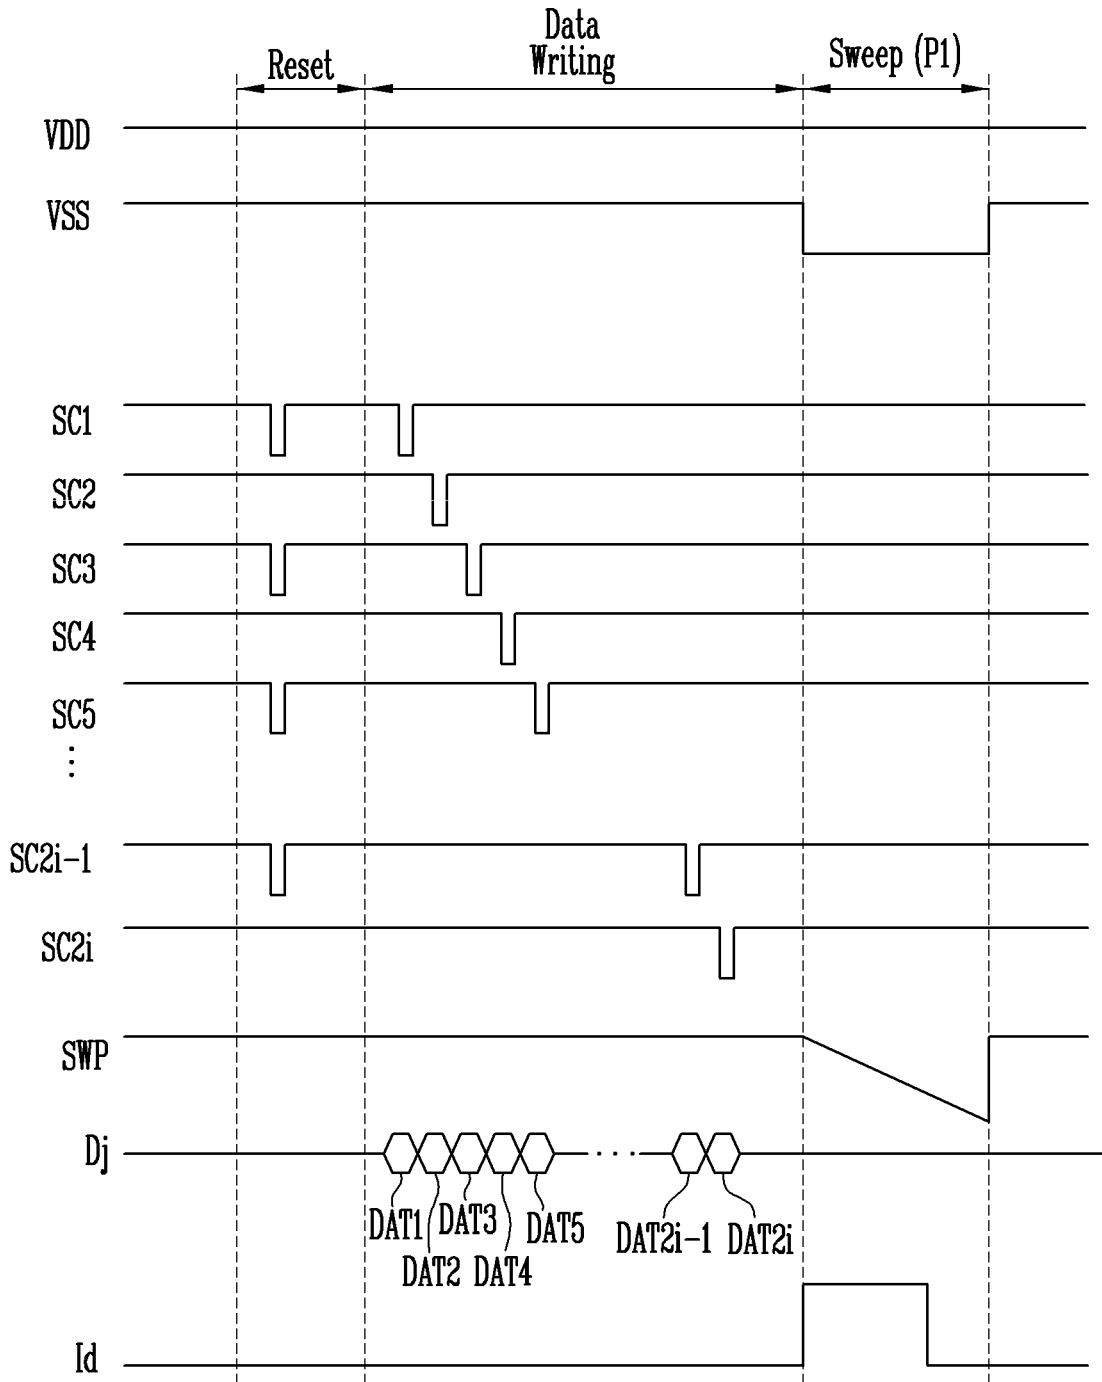 Data
Reset
Writing
Sweep (P1)
VDD
VSS
SC1
SC2
SC3
SC4
SC5
⋮
SC2i-1
SC2i
SWP
Dj
· · ·
DAT1 DAT3 DAT5 DAT2i-1 DAT2i
DAT2 DAT4
Id